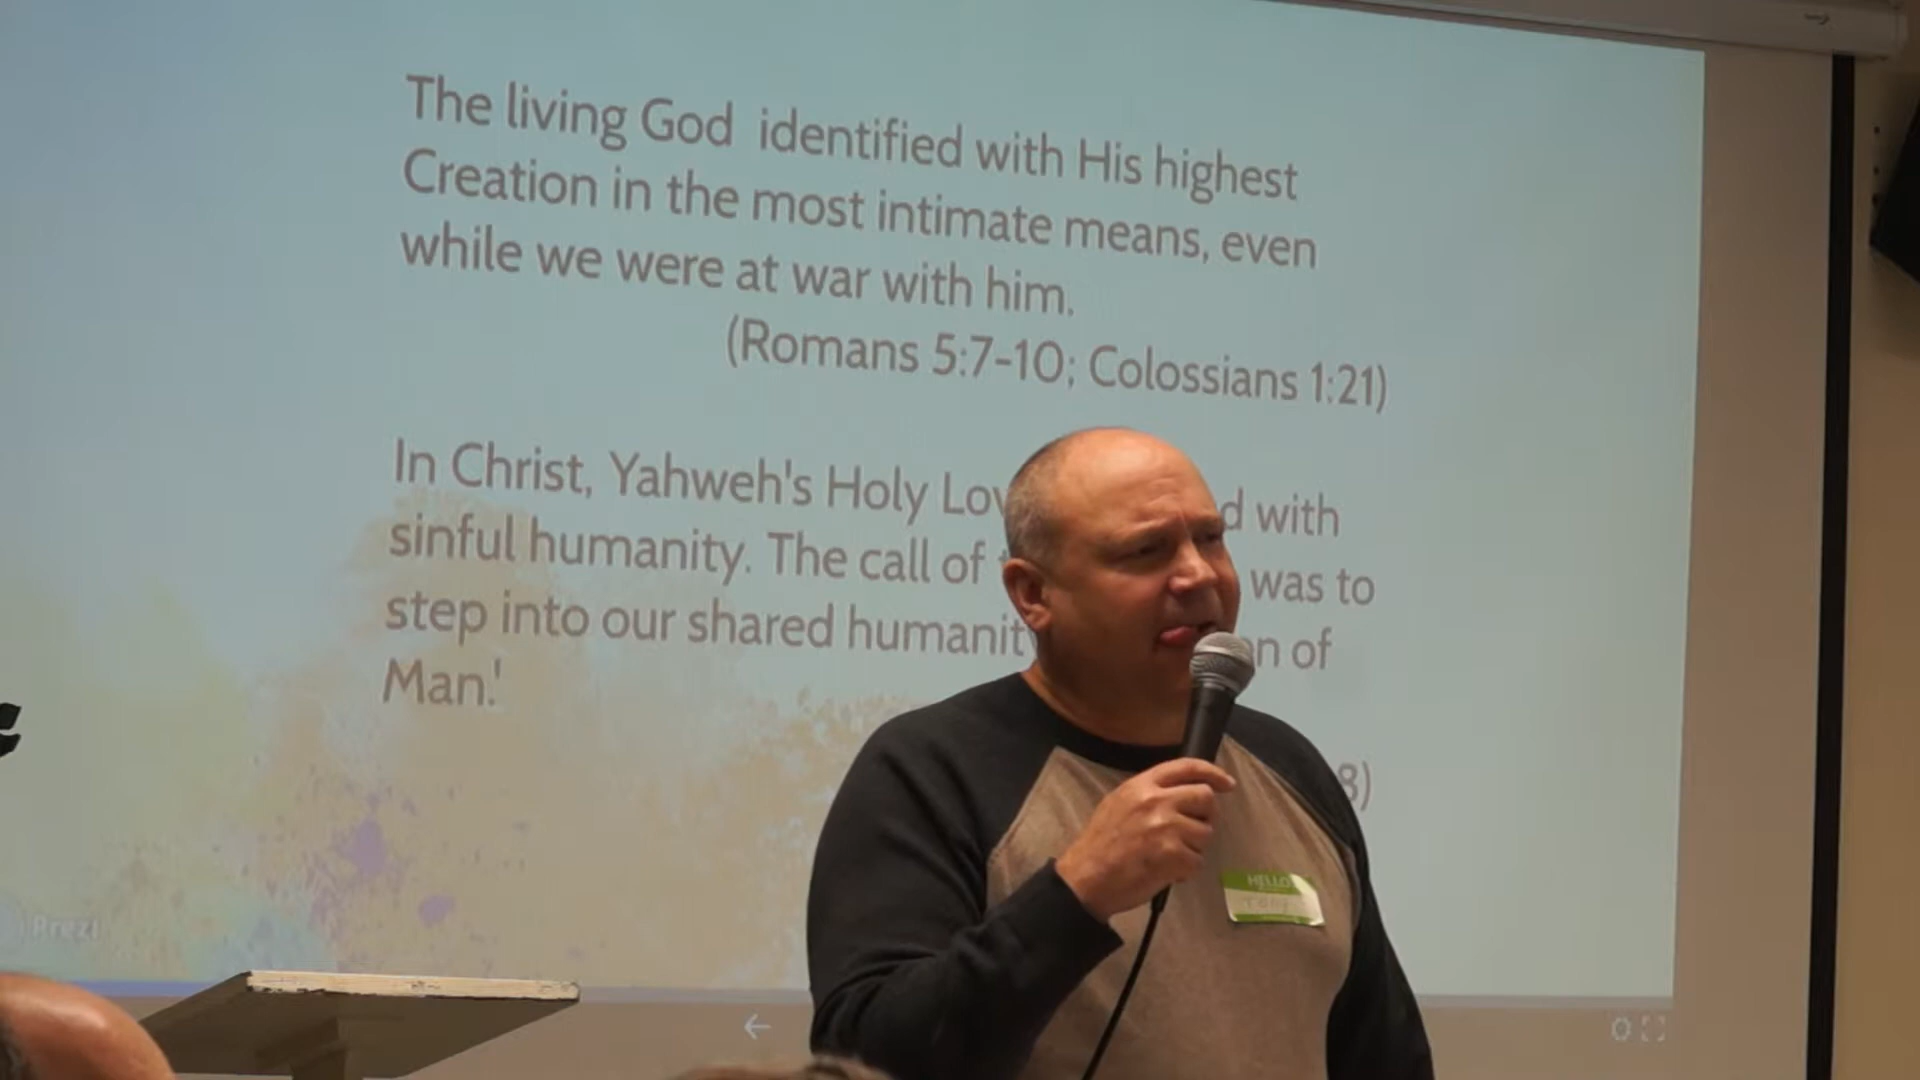 The living God identified with His highest
Creation in the most intimate means, even
while we were at war with him.
(Romans 5:7-10; Colossians 1:21)
In Christ, Yahweh's Holy Lov d with
sinful humanity. The call of was to
step into our shared humanit n of
Man.'
8)
HELLO
Tony
Prezi